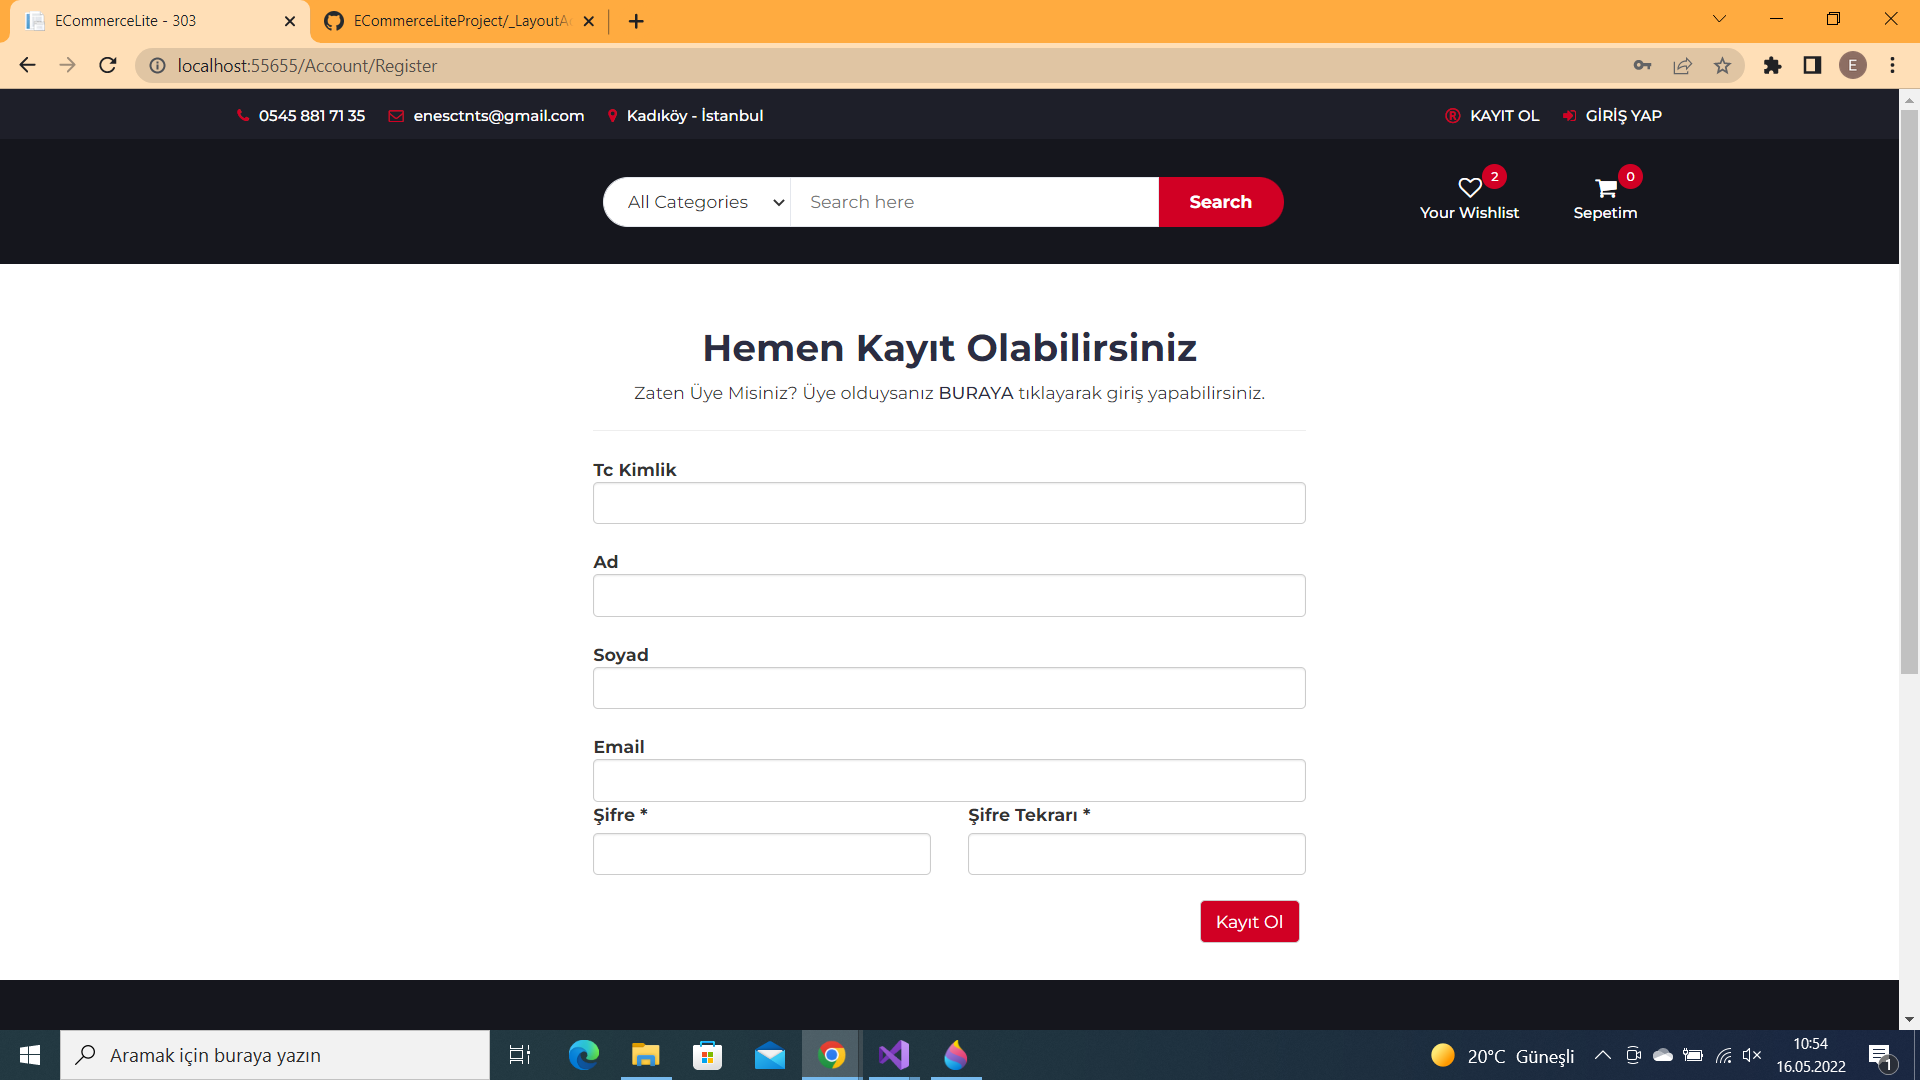 ECommerceLite - 303
ECommerceLiteProject/_LayoutA
localhost:55655/Account/Register
E
0545 881 71 35 enesctnts@gmail.com Kadıköy - İstanbul
® KAYIT OL GİRİŞ YAP
All Categories Search here Search
2
Your Wishlist
0
Sepetim
Hemen Kayıt Olabilirsiniz
Zaten Üye Misiniz? Üye olduysanız BURAYA tıklayarak giriş yapabilirsiniz.
Tc Kimlik
Ad
Soyad
Email
Şifre * Şifre Tekrarı *
Kayıt Ol
Aramak için buraya yazın
20°C Güneşli
10:54
16.05.2022
1